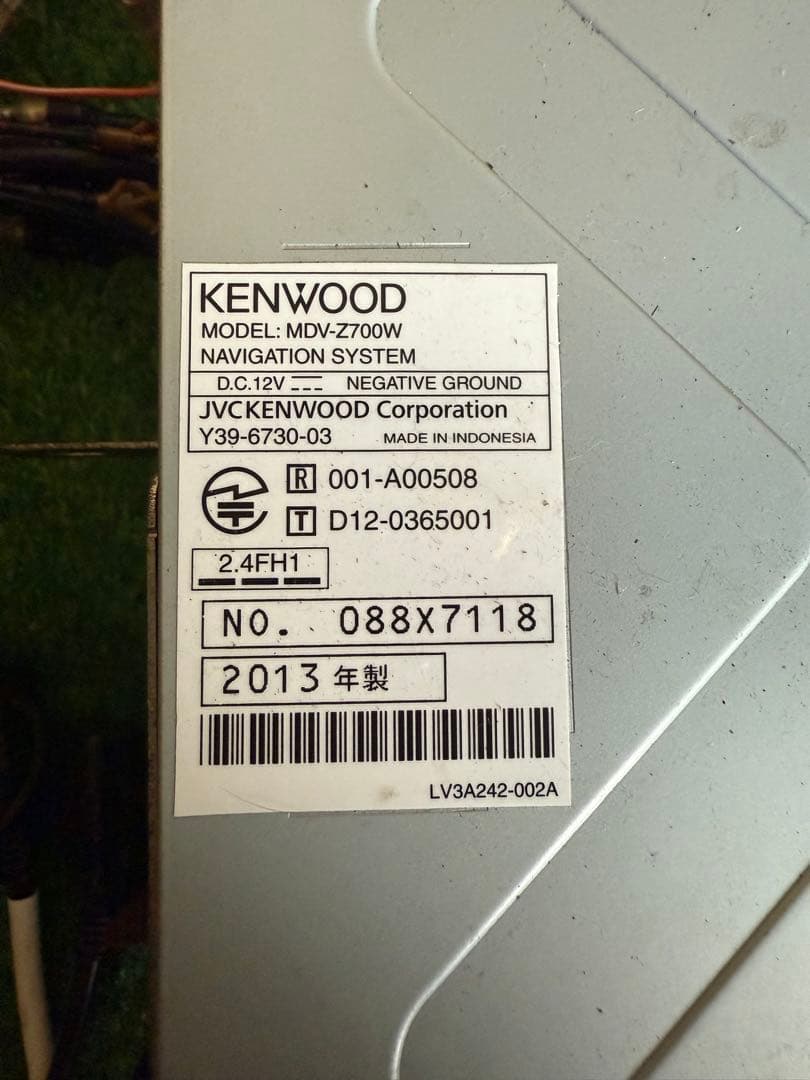 KENWOOD
MODEL: MDV-Z700W
NAVIGATION SYSTEM
D.C.12V NEGATIVE GROUND
JVCKENWOOD Corporation
Y39-6730-03 MADE IN INDONESIA
R 001-A00508
T D12-0365001
2.4FH1
NO. 088X7118
2013 年製
LV3A242-002A